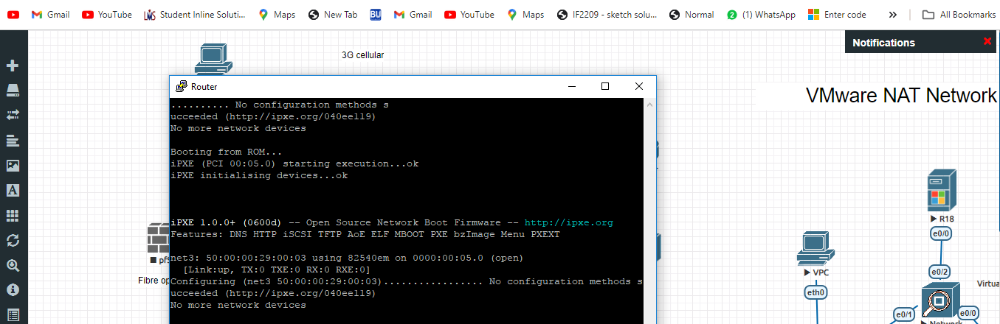 Gmail
YouTube
Student Inline Soluti...
Maps
New Tab
BU
Gmail
YouTube
Maps
IF2209 - sketch solu...
Normal
2
(1) WhatsApp
Enter code
»
All Bookmarks
3G cellular
Notifications
VMware NAT Network
Router
.......... No configuration methods s
ucceeded (http://ipxe.org/040ee119)
No more network devices
Booting from ROM...
iPXE (PCI 00:05.0) starting execution...ok
iPXE initialising devices...ok
iPXE 1.0.0+ (0600d) -- Open Source Network Boot Firmware -- http://ipxe.org
Features: DNS HTTP iSCSI TFTP AoE ELF MBOOT PXE bzImage Menu PXEXT
net3: 50:00:00:29:00:03 using 82540em on 0000:00:05.0 (open)
[Link:up, TX:0 TXE:0 RX:0 RXE:0]
Configuring (net3 50:00:00:29:00:03)................. No configuration methods s
ucceeded (http://ipxe.org/040ee119)
No more network devices
Fibre op
R18
e0/0
VPC
eth0
e0/2
Virtua
e0/1
e0/0
Network